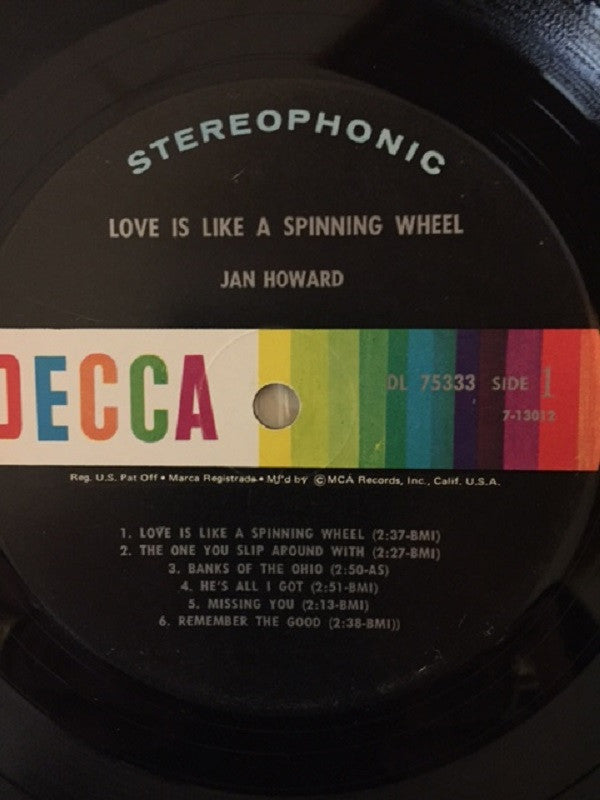 STEREOPHONIC
LOVE IS LIKE A SPINNING WHEEL
JAN HOWARD
DECCA
DL 75333 SIDE 1
7-13012
Reg. U.S. Pat Off • Marca Registrada • Mf'd by ©MCA Records, Inc., Calif. U.S.A.
1. LOVE IS LIKE A SPINNING WHEEL (2:37-BMI)
2. THE ONE YOU SLIP AROUND WITH (2:27-BMI)
3. BANKS OF THE OHIO (2:50-AS)
4. HE'S ALL I GOT (2:51-BMI)
5. MISSING YOU (2:13-BMI)
6. REMEMBER THE GOOD (2:38-BMI))